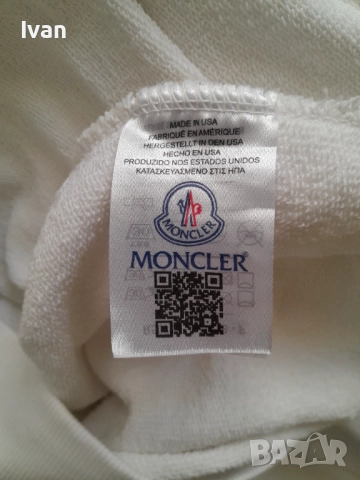 Ivan
MADE IN USA
FABRIQUÉ EN AMÉRIQUE
HERGESTELLT IN DEN USA
HECHO EN USA
PRODUZIDO NOS ESTADOS UNIDOS
ΚΑΤΑΣΚΕΥΑΣΜΕΝΟ ΣΤΙΣ ΗΠΑ
MONCLER
MONCLER®
BAZAR